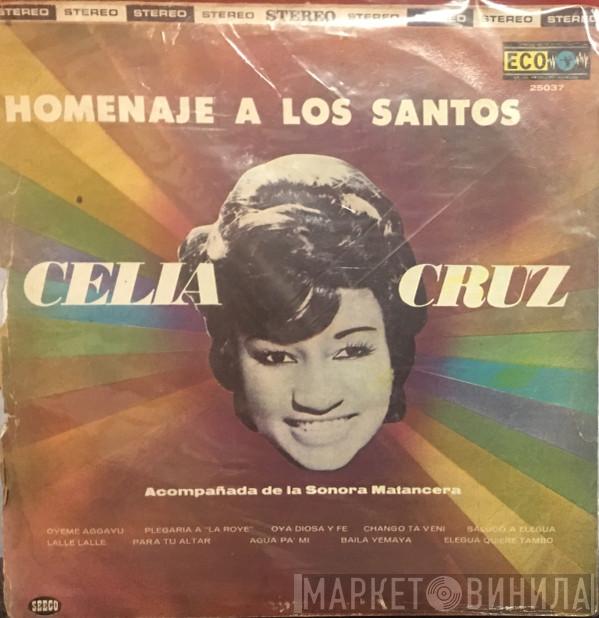 STEREO STEREO STEREO STEREO STEREO STEREO STEREO STEREO
ECO
25037
HOMENAJE A LOS SANTOS
CELIA CRUZ
Acompañada de la Sonora Matancera
OYEME AGGAYU PLEGARIA A "LA ROYE" OYA DIOSA Y FE CHANGO TA VENI SALUDO A ELEGUA
LALLE LALLE PARA TU ALTAR AGUA PA' MI BAILA YEMAYA ELEGUA QUIERE TAMBO
SEECO
МАРКЕТ ВИНИЛА